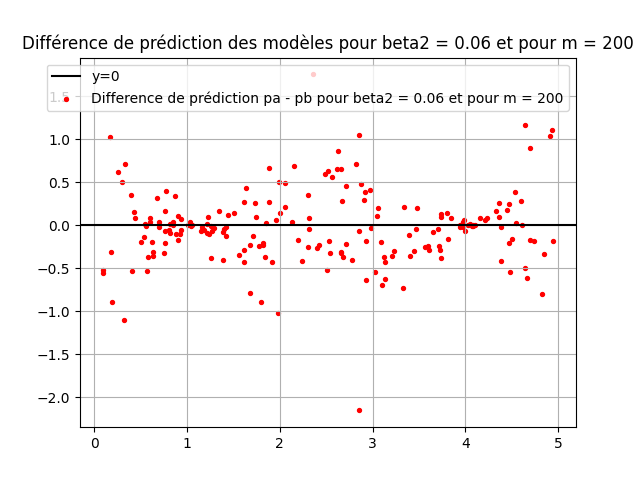 Différence de prédiction des modèles pour beta2 = 0.06 et pour m = 200
y=0
Difference de prédiction pa - pb pour beta2 = 0.06 et pour m = 200
1.5
1.0
0.5
0.0
−0.5
−1.0
−1.5
−2.0
0 1 2 3 4 5